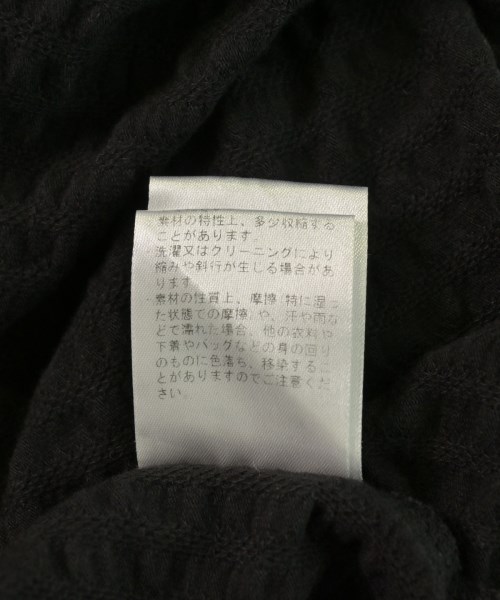 素材の特性上、多少収縮する
ことがあります。
・洗濯又はクリーニングにより
縮みや斜行が生じる場合があ
ります。
・素材の性質上、摩擦(特に湿っ
た状態での摩擦)や、汗や雨な
どで濡れた場合、他の衣料や
下着やバッグなどの身の回り
のものに色落ち、移染するこ
とがありますのでご注意くだ
さい。